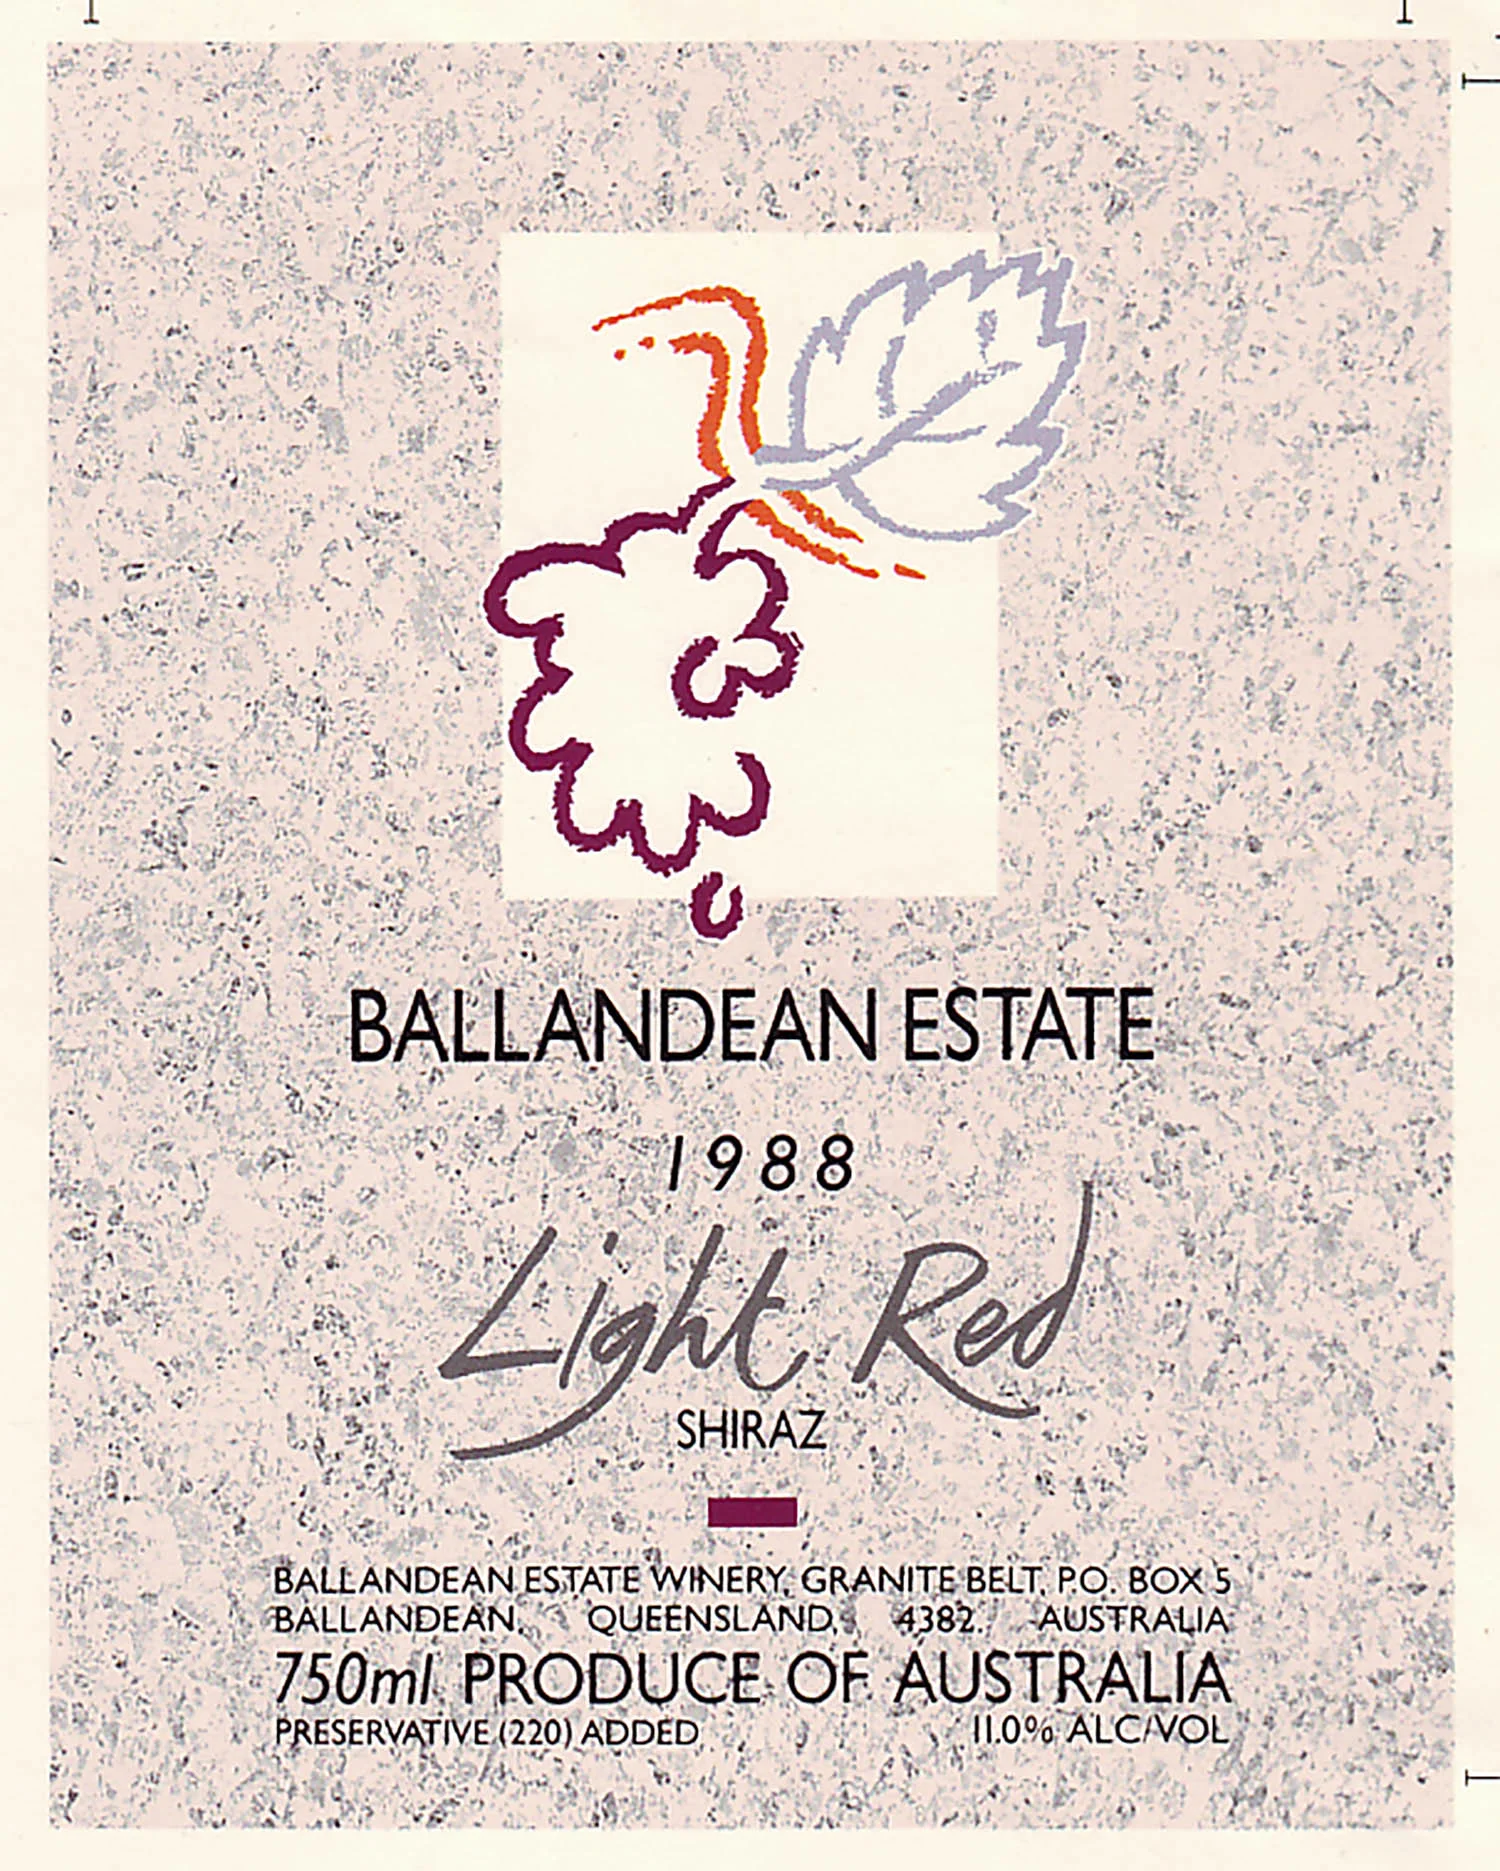 BALLANDEAN ESTATE
1988
Light Red
SHIRAZ
BALLANDEAN ESTATE WINERY, GRANITE BELT, P.O. BOX 5
BALLANDEAN, QUEENSLAND, 4382. AUSTRALIA
750ml PRODUCE OF AUSTRALIA
PRESERVATIVE (220) ADDED 11.0% ALC/VOL